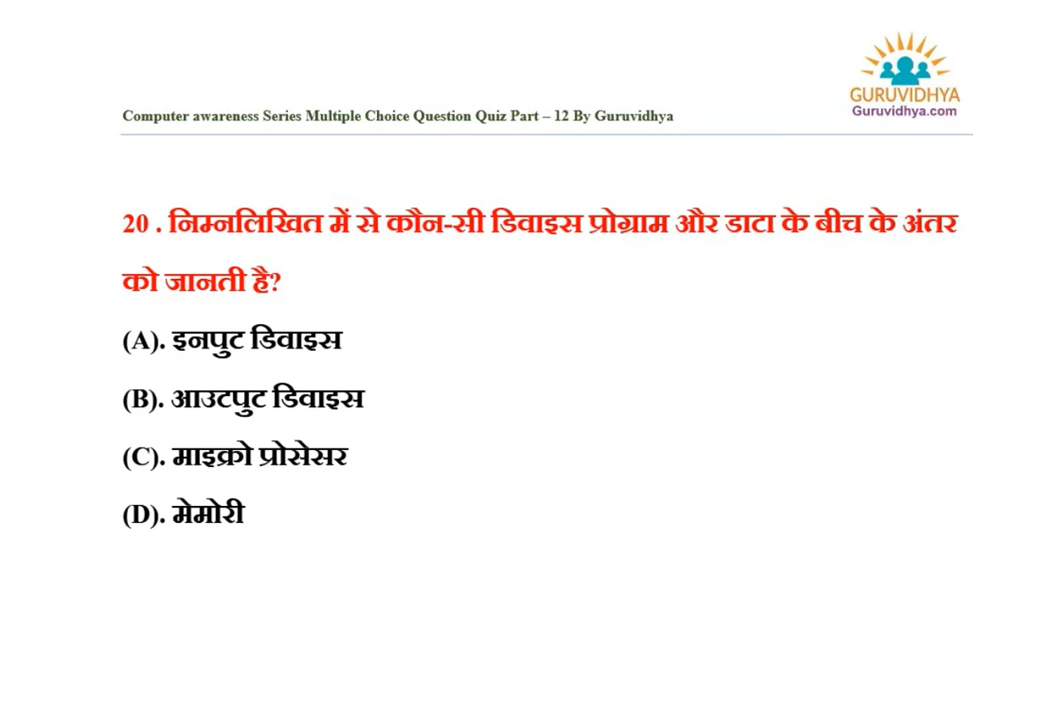 GURUVIDHYA
Guruvidhya.com
Computer awareness Series Multiple Choice Question Quiz Part – 12 By Guruvidhya
20 . निम्नलिखित में से कौन-सी डिवाइस प्रोग्राम और डाटा के बीच के अंतर
को जानती है?
(A). इनपुट डिवाइस
(B). आउटपुट डिवाइस
(C). माइक्रो प्रोसेसर
(D). मेमोरी